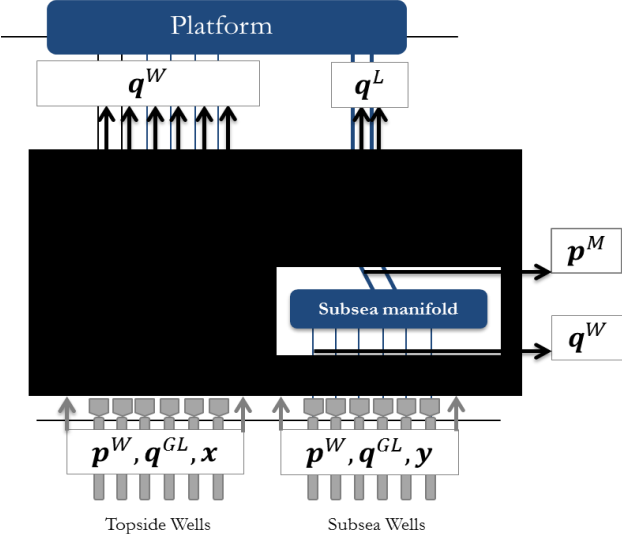 Platform
q^W
q^L
p^M
Subsea manifold
q^W
p^W, q^GL, x
p^W, q^GL, y
Topside Wells
Subsea Wells